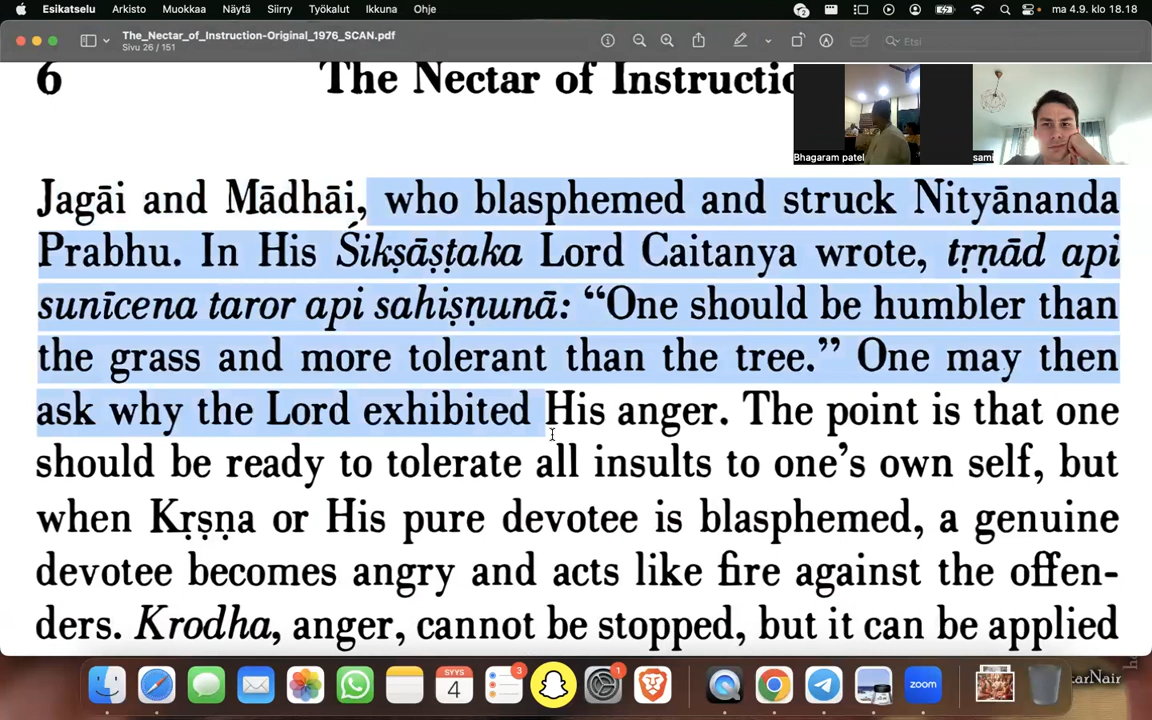 Esikatselu Arkisto Muokkaa Näytä Siirry Työkalut Ikkuna Ohje 2 ma 4.9. klo 18.18
The_Nectar_of_Instruction-Original_1976_SCAN.pdf
Sivu 26 / 151
Etsi
6 The Nectar of Instructio
Bhagaram patel sami
Jagāi and Mādhāi, who blasphemed and struck Nityānanda
Prabhu. In His Śikṣāṣṭaka Lord Caitanya wrote, tṛṇād api
sunīcena taror api sahiṣṇunā: “One should be humbler than
the grass and more tolerant than the tree.” One may then
ask why the Lord exhibited His anger. The point is that one
should be ready to tolerate all insults to one’s own self, but
when Kṛṣṇa or His pure devotee is blasphemed, a genuine
devotee becomes angry and acts like fire against the offen-
ders. Krodha, anger, cannot be stopped, but it can be applied
SYYS
4
3
1
zoom
arNair